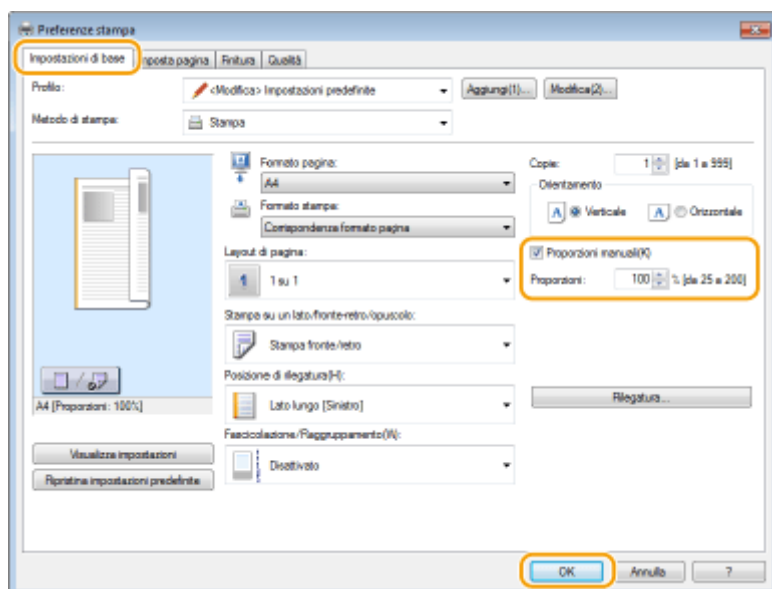 Preferenze stampa
Impostazioni di base
Imposta pagina
Finitura
Qualità
Profilo:
<Modifica> Impostazioni predefinite
Aggiungi(1)...
Modifica(2)...
Metodo di stampa:
Stampa
Formato pagina:
A4
Formato stampa:
Corrispondenza formato pagina
Layout di pagina:
1 su 1
Stampa su un lato/fronte-retro/opuscolo:
Stampa fronte/retro
Posizione di rilegatura(H):
Lato lungo [Sinistro]
Fascicolazione/Raggruppamento(W):
Disattivato
Copie:
1 [da 1 a 999]
Orientamento
A Verticale
A Orizzontale
Proporzioni manuali(K)
Proporzioni: 100 % [da 25 a 200]
Rilegatura...
A4 [Proporzioni: 100%]
Visualizza impostazioni
Ripristina impostazioni predefinite
OK
Annulla
?